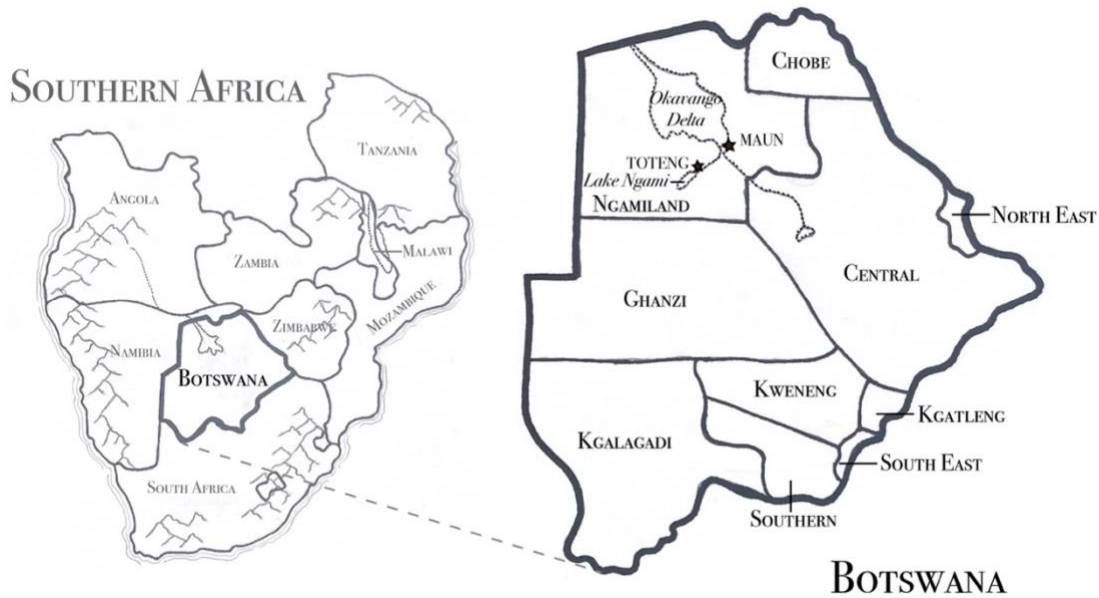 SOUTHERN AFRICA
TANZANIA
ANGOLA
MALAWI
ZAMBIA
MOZAMBIQUE
ZIMBABWE
NAMIBIA
BOTSWANA
SOUTH AFRICA
CHOBE
Okavango
Delta
MAUN
TOTENG
Lake Ngami
NGAMILAND
NORTH EAST
CENTRAL
GHANZI
KWENENG
KGATLENG
KGALAGADI
SOUTH EAST
SOUTHERN
BOTSWANA